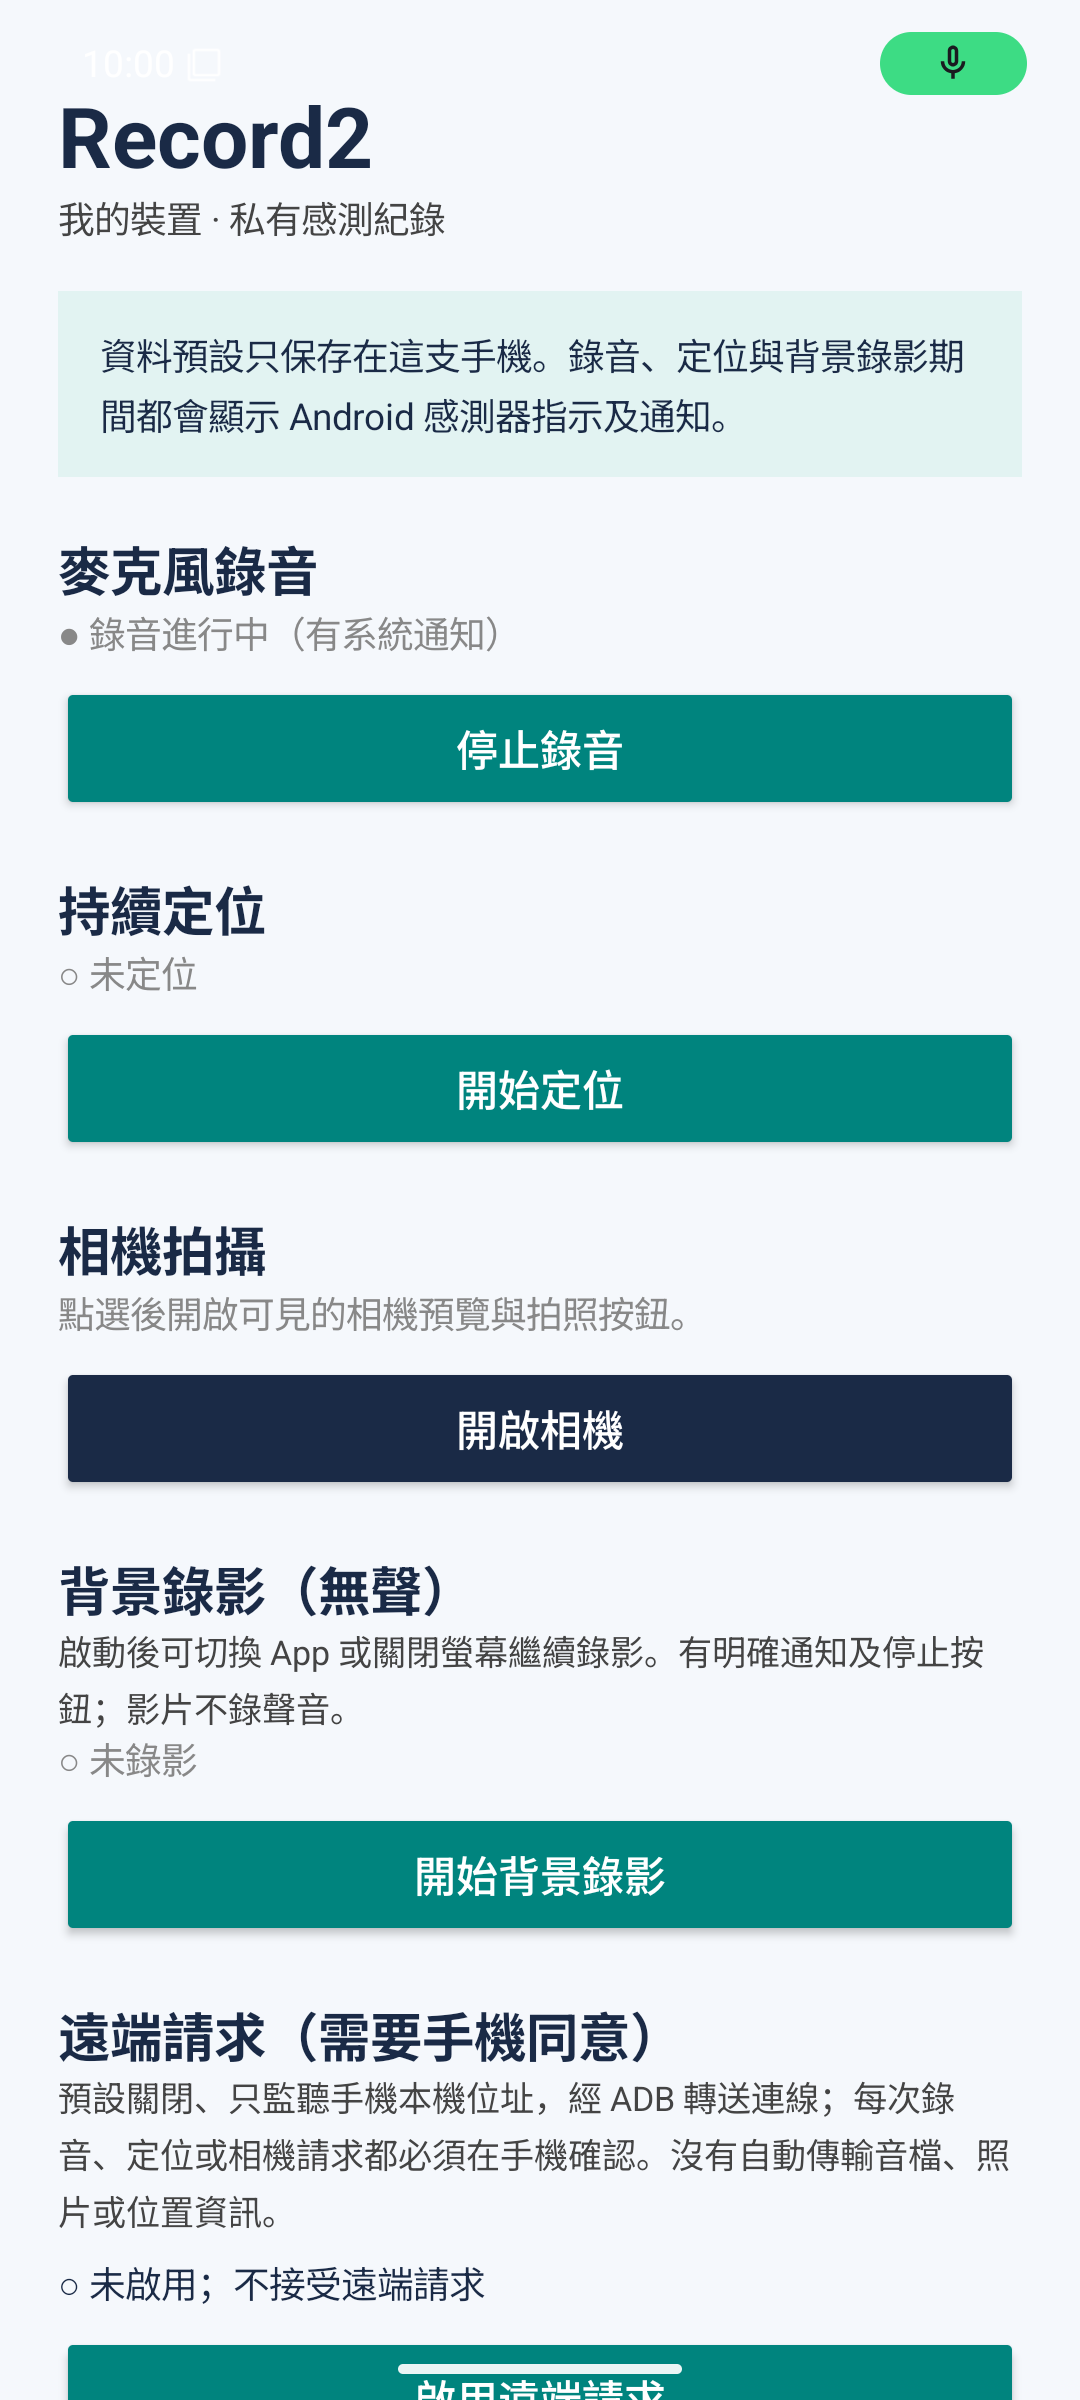 10:00
Record2
我的裝置 · 私有感測紀錄
資料預設只保存在這支手機。錄音、定位與背景錄影期
間都會顯示 Android 感測器指示及通知。
麥克風錄音
● 錄音進行中（有系統通知）
停止錄音
持續定位
○ 未定位
開始定位
相機拍攝
點選後開啟可見的相機預覽與拍照按鈕。
開啟相機
背景錄影（無聲）
啟動後可切換 App 或關閉螢幕繼續錄影。有明確通知及停止按
鈕；影片不錄聲音。
○ 未錄影
開始背景錄影
遠端請求（需要手機同意）
預設關閉、只監聽手機本機位址，經 ADB 轉送連線；每次錄
音、定位或相機請求都必須在手機確認。沒有自動傳輸音檔、照
片或位置資訊。
○ 未啟用；不接受遠端請求
啟用遠端請求